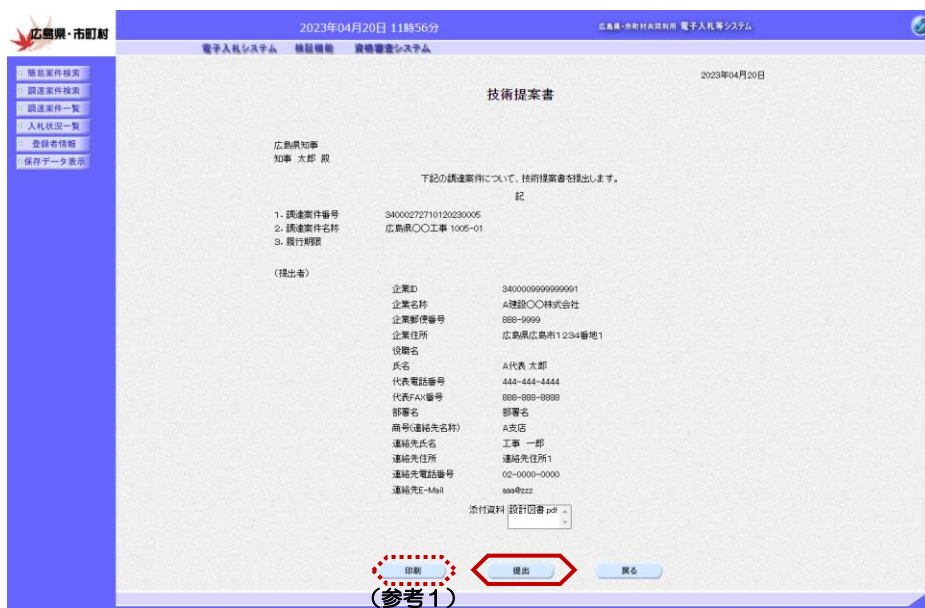 広島県・市町村
2023年04月20日 11時56分
広島県・市町村共同利用 電子入札等システム
電子入札システム 検証機能 資格審査システム
簡易案件検索
調達案件検索
調達案件一覧
入札状況一覧
登録者情報
保存データ表示
2023年04月20日
技術提案書
広島県知事
知事 太郎 殿
下記の調達案件について、技術提案書を提出します。
記
1. 調達案件番号 34000272710120230005
2. 調達案件名称 広島県〇〇工事 1005-01
3. 履行期限
(提出者)
企業ID 3400009999999991
企業名称 A建設〇〇株式会社
企業郵便番号 888-9999
企業住所 広島県広島市1234番地1
役職名
氏名 A代表 太郎
代表電話番号 444-444-4444
代表FAX番号 888-888-8888
部署名 部署名
商号(連絡先名称) A支店
連絡先氏名 工事 一郎
連絡先住所 連絡先住所1
連絡先電話番号 02-0000-0000
連絡先E-Mail aaa@zzz
添付資料 設計図書.pdf
印刷 提出 戻る
(参考1)